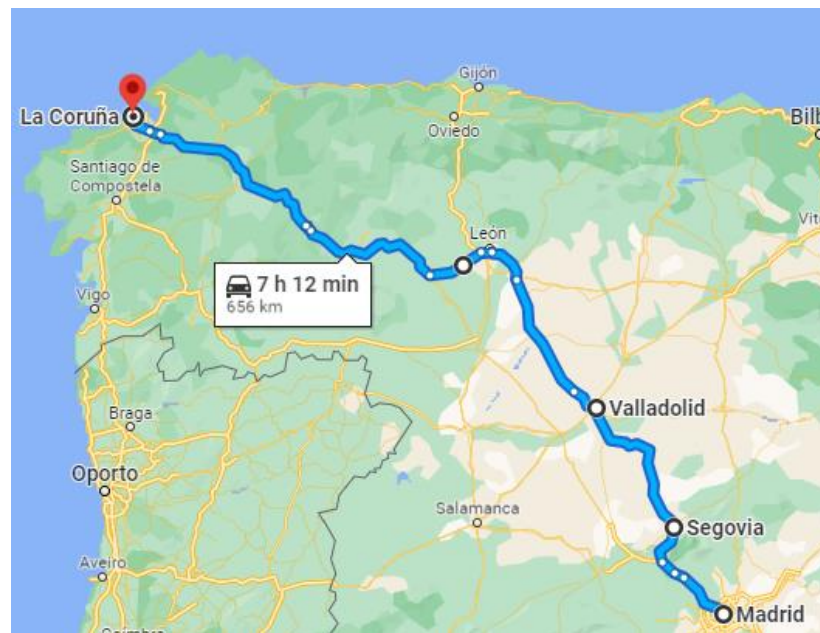 Gijón
La Coruña
Oviedo
Bilb
Santiago de
Compostela
León
Vito
7 h 12 min
656 km
Vigo
Braga
Valladolid
Oporto
Salamanca
Segovia
Aveiro
Madrid